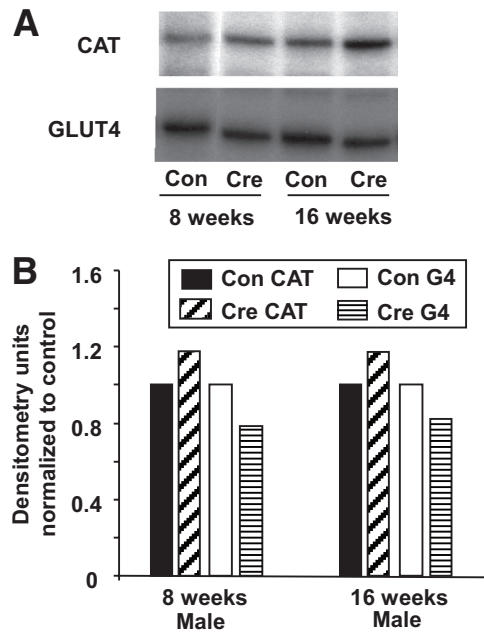 A
CAT
GLUT4
Con Cre Con Cre
8 weeks 16 weeks
B
Densitometry units
normalized to control
1.6
1.2
0.8
0.4
0
Con CAT Con G4
Cre CAT Cre G4
8 weeks 16 weeks
Male Male